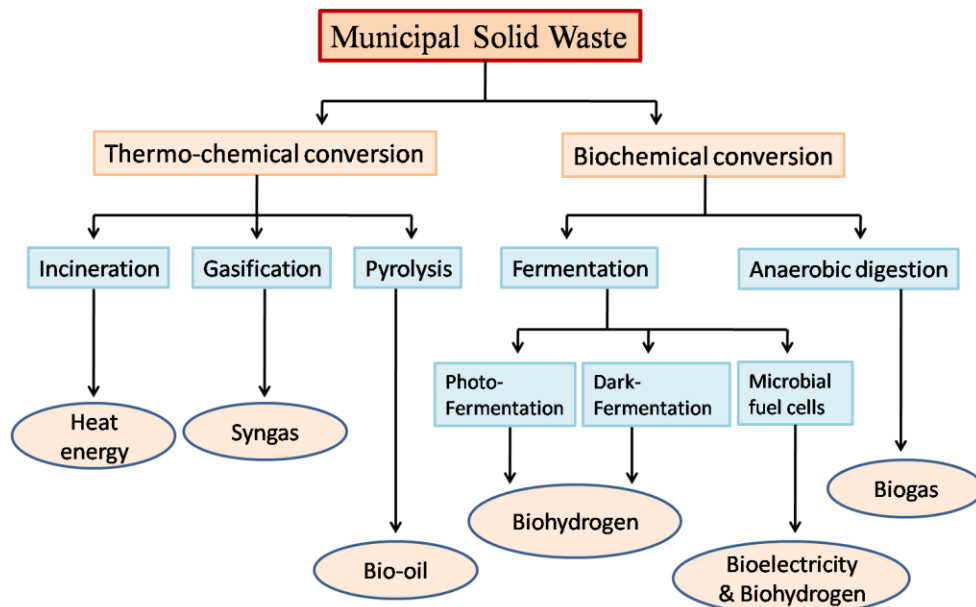 Municipal Solid Waste
Thermo-chemical conversion
Biochemical conversion
Incineration
Gasification
Pyrolysis
Fermentation
Anaerobic digestion
Photo-
Fermentation
Dark-
Fermentation
Microbial
fuel cells
Heat
energy
Syngas
Biogas
Biohydrogen
Bio-oil
Bioelectricity
& Biohydrogen